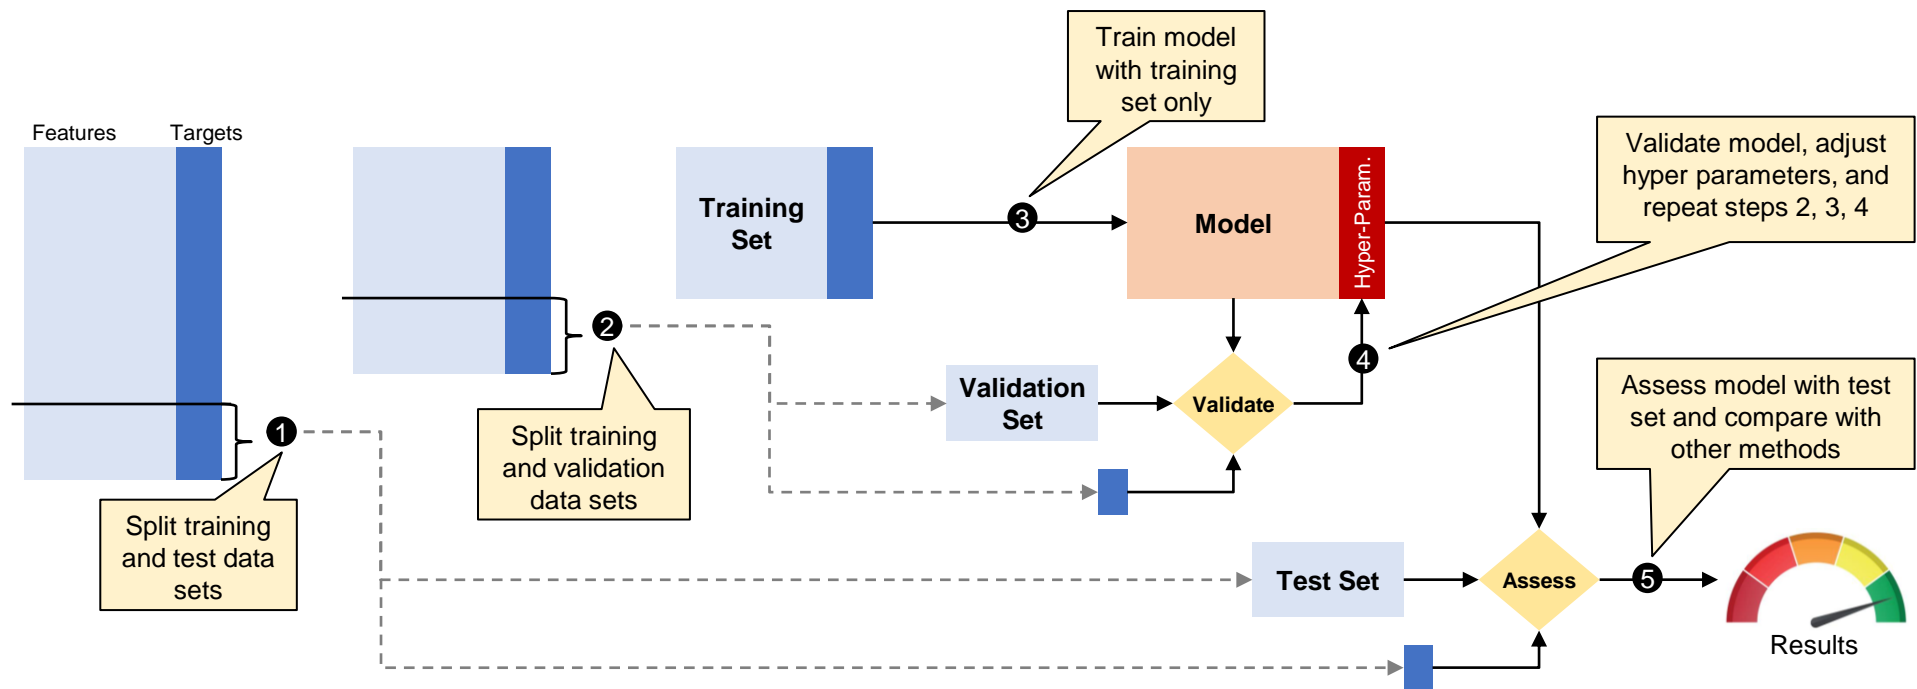 Features
Targets
1
Split training
and test data
sets
2
Split training
and validation
data sets
Training
Set
3
Train model
with training
set only
Model
Hyper-Param.
Validation
Set
Validate
4
Validate model, adjust
hyper parameters, and
repeat steps 2, 3, 4
Test Set
Assess
5
Assess model with test
set and compare with
other methods
Results